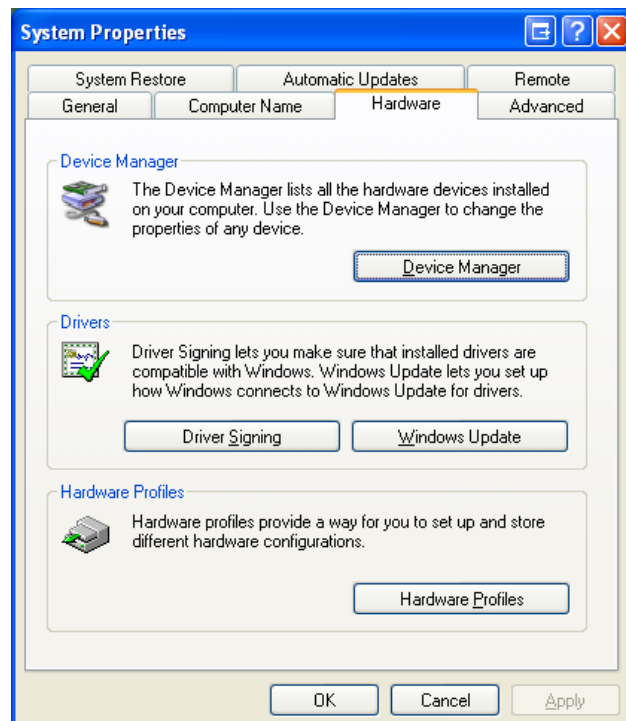 System Properties
System Restore
Automatic Updates
Remote
General
Computer Name
Hardware
Advanced
Device Manager
The Device Manager lists all the hardware devices installed
on your computer. Use the Device Manager to change the
properties of any device.
Device Manager
Drivers
Driver Signing lets you make sure that installed drivers are
compatible with Windows. Windows Update lets you set up
how Windows connects to Windows Update for drivers.
Driver Signing
Windows Update
Hardware Profiles
Hardware profiles provide a way for you to set up and store
different hardware configurations.
Hardware Profiles
OK
Cancel
Apply